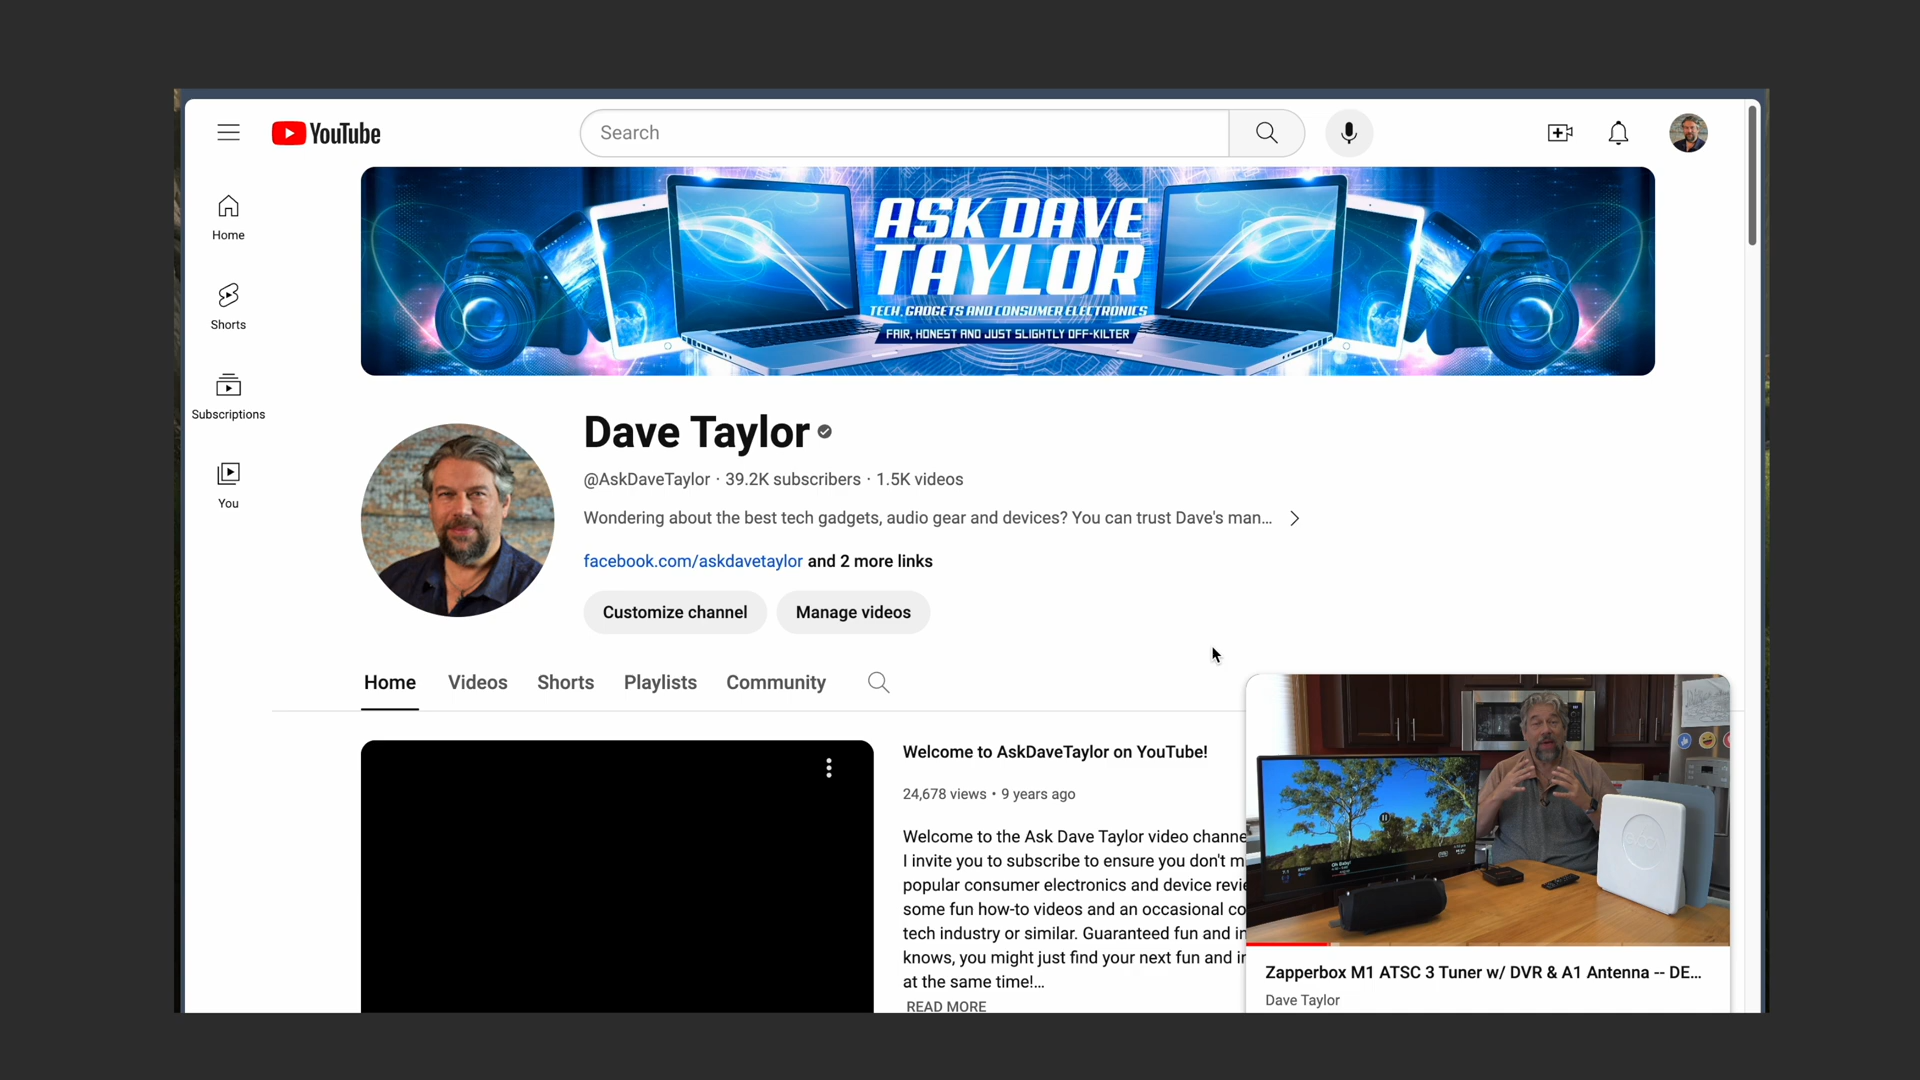 YouTube
Search
Home
Shorts
Subscriptions
You
ASK DAVE
TAYLOR
TECH, GADGETS AND CONSUMER ELECTRONICS
FAIR, HONEST AND JUST SLIGHTLY OFF-KILTER
Dave Taylor
@AskDaveTaylor · 39.2K subscribers · 1.5K videos
Wondering about the best tech gadgets, audio gear and devices? You can trust Dave's man...
facebook.com/askdavetaylor and 2 more links
Customize channel
Manage videos
Home
Videos
Shorts
Playlists
Community
Welcome to AskDaveTaylor on YouTube!
24,678 views • 9 years ago
Welcome to the Ask Dave Taylor video channe
I invite you to subscribe to ensure you don't m
popular consumer electronics and device revie
some fun how-to videos and an occasional co
tech industry or similar. Guaranteed fun and in
knows, you might just find your next fun and in
at the same time!...
READ MORE
Zapperbox M1 ATSC 3 Tuner w/ DVR & A1 Antenna -- DE...
Dave Taylor